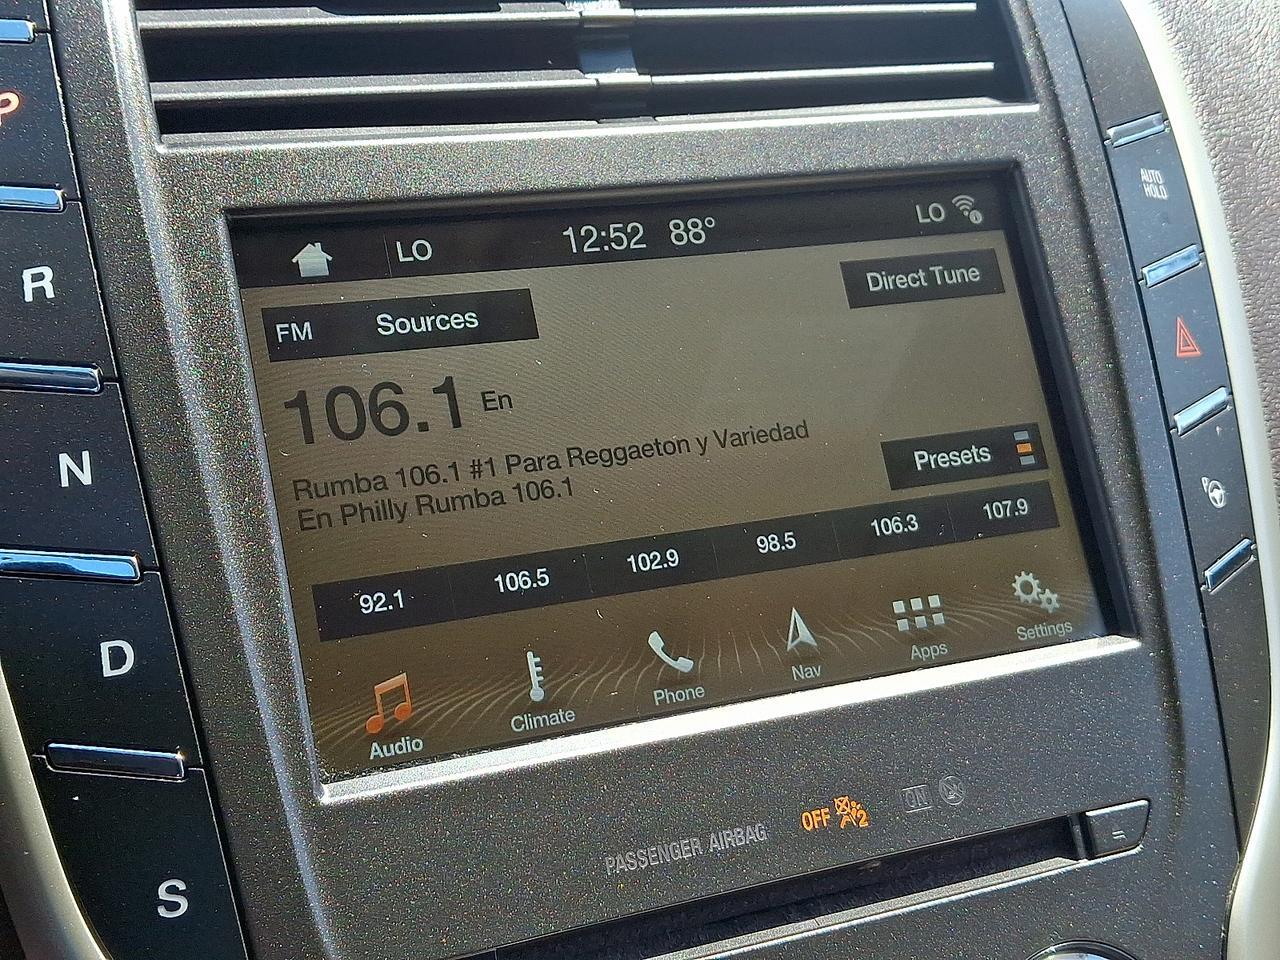 LO 12:52 88° LO
FM Sources
Direct Tune
106.1 En
Rumba 106.1 #1 Para Reggaeton y Variedad
En Philly Rumba 106.1
Presets
92.1 106.5 102.9 98.5 106.3 107.9
Audio Climate Phone Nav Apps Settings
PASSENGER AIRBAG OFF 2 ON
P
R
N
D
S
AUTO
HOLD